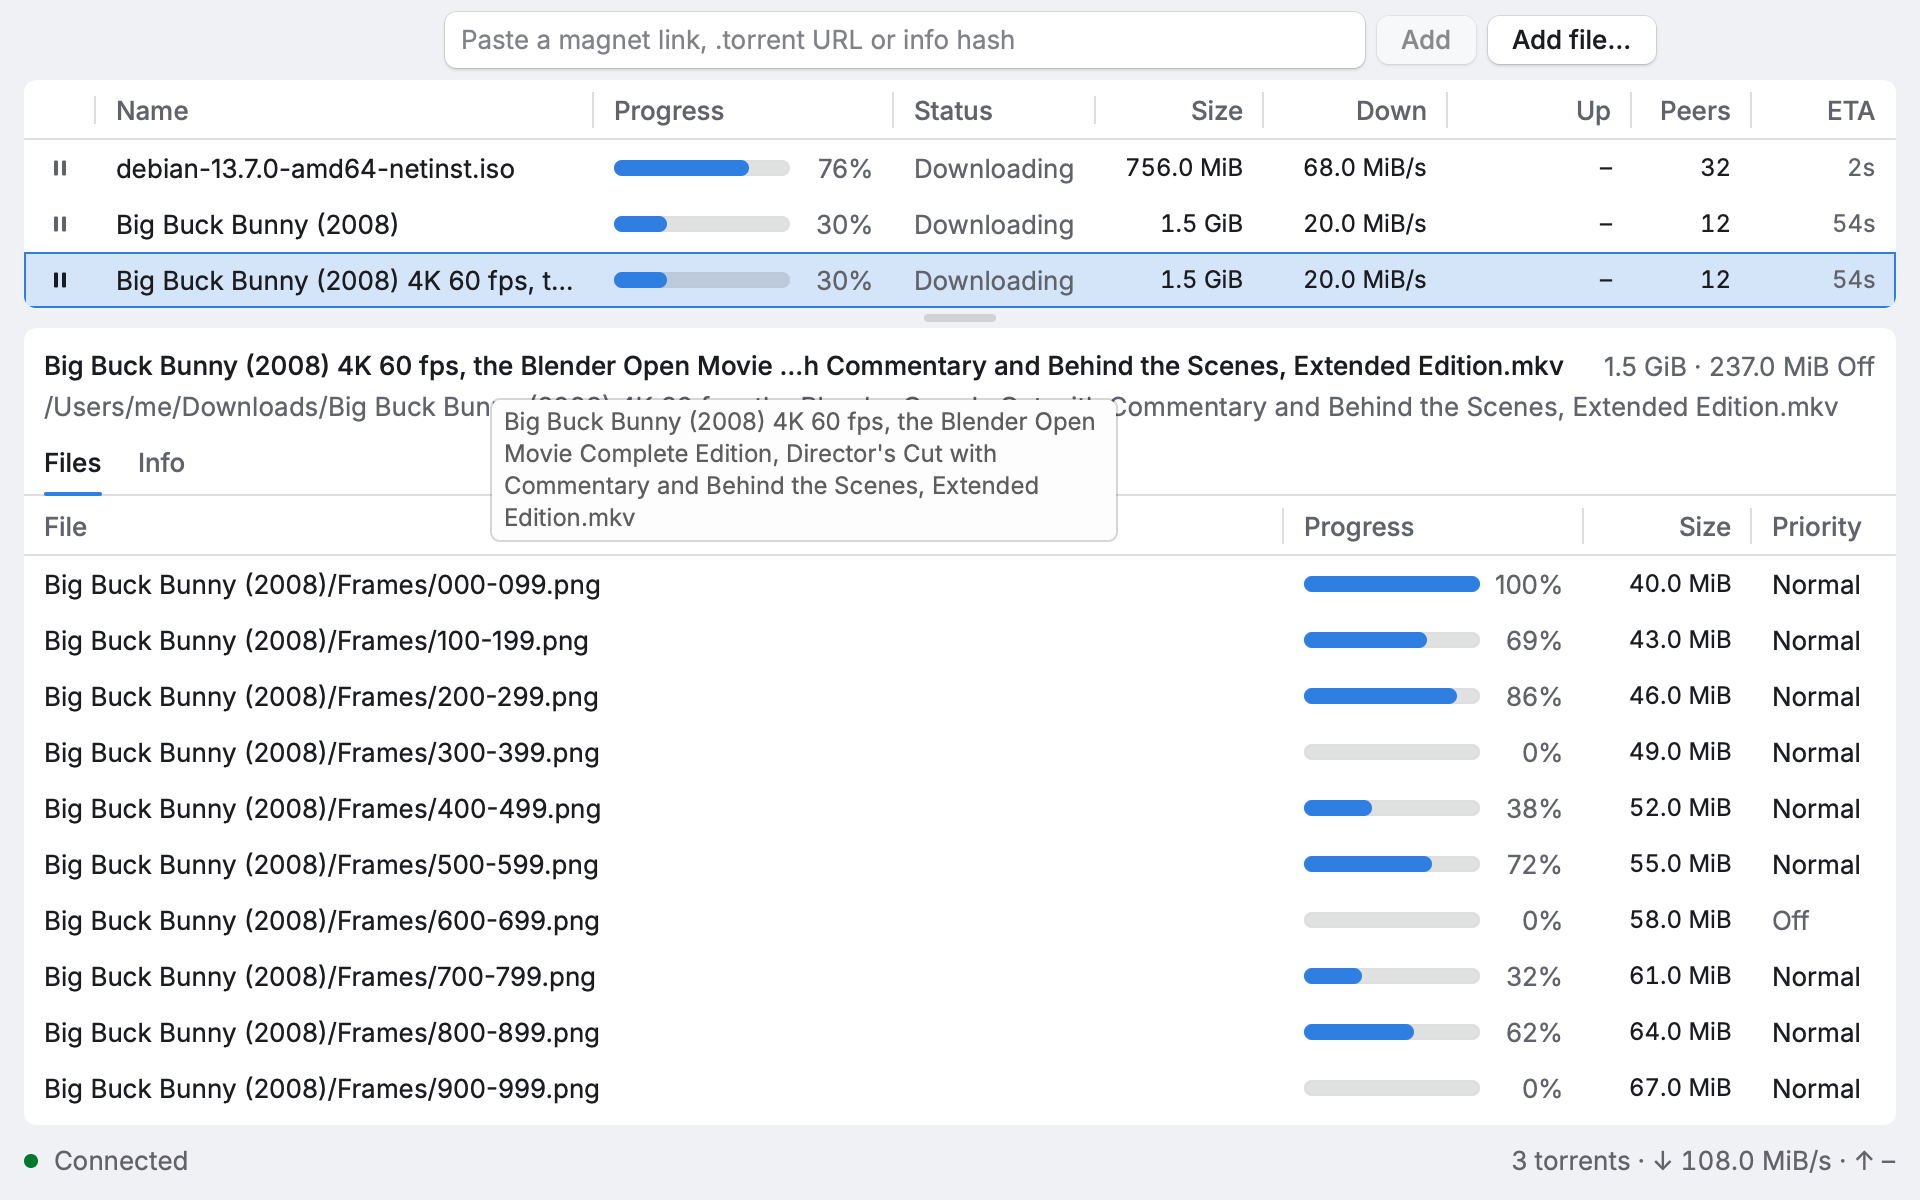 Paste a magnet link, .torrent URL or info hash Add Add file...
Name Progress Status Size Down Up Peers ETA
debian-13.7.0-amd64-netinst.iso 76% Downloading 756.0 MiB 68.0 MiB/s – 32 2s
Big Buck Bunny (2008) 30% Downloading 1.5 GiB 20.0 MiB/s – 12 54s
Big Buck Bunny (2008) 4K 60 fps, t... 30% Downloading 1.5 GiB 20.0 MiB/s – 12 54s
Big Buck Bunny (2008) 4K 60 fps, the Blender Open Movie ...h Commentary and Behind the Scenes, Extended Edition.mkv 1.5 GiB · 237.0 MiB Off
/Users/me/Downloads/Big Buck Commentary and Behind the Scenes, Extended Edition.mkv
Big Buck Bunny (2008) 4K 60 fps, the Blender Open
Movie Complete Edition, Director's Cut with
Commentary and Behind the Scenes, Extended
Edition.mkv
Files Info
File Progress Size Priority
Big Buck Bunny (2008)/Frames/000-099.png 100% 40.0 MiB Normal
Big Buck Bunny (2008)/Frames/100-199.png 69% 43.0 MiB Normal
Big Buck Bunny (2008)/Frames/200-299.png 86% 46.0 MiB Normal
Big Buck Bunny (2008)/Frames/300-399.png 0% 49.0 MiB Normal
Big Buck Bunny (2008)/Frames/400-499.png 38% 52.0 MiB Normal
Big Buck Bunny (2008)/Frames/500-599.png 72% 55.0 MiB Normal
Big Buck Bunny (2008)/Frames/600-699.png 0% 58.0 MiB Off
Big Buck Bunny (2008)/Frames/700-799.png 32% 61.0 MiB Normal
Big Buck Bunny (2008)/Frames/800-899.png 62% 64.0 MiB Normal
Big Buck Bunny (2008)/Frames/900-999.png 0% 67.0 MiB Normal
Connected 3 torrents · ↓ 108.0 MiB/s · ↑ –